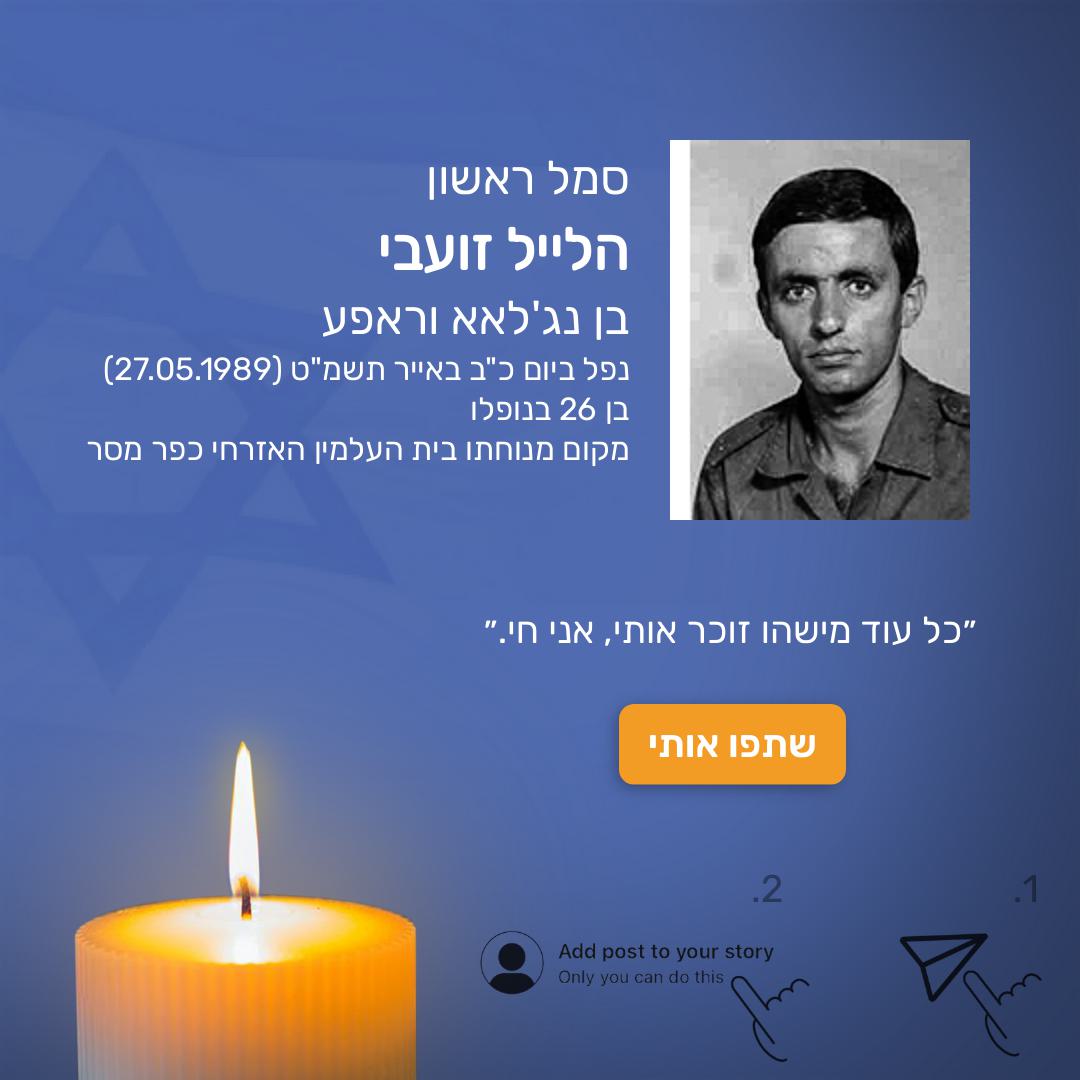 סמל ראשון
הלייל זועבי
בן נג'לאא וראפע
נפל ביום כ"ב באייר תשמ"ט (27.05.1989)
בן 26 בנופלו
מקום מנוחתו בית העלמין האזרחי כפר מסר
״כל עוד מישהו זוכר אותי, אני חי.״
שתפו אותי
1.
2.
Add post to your story
Only you can do this